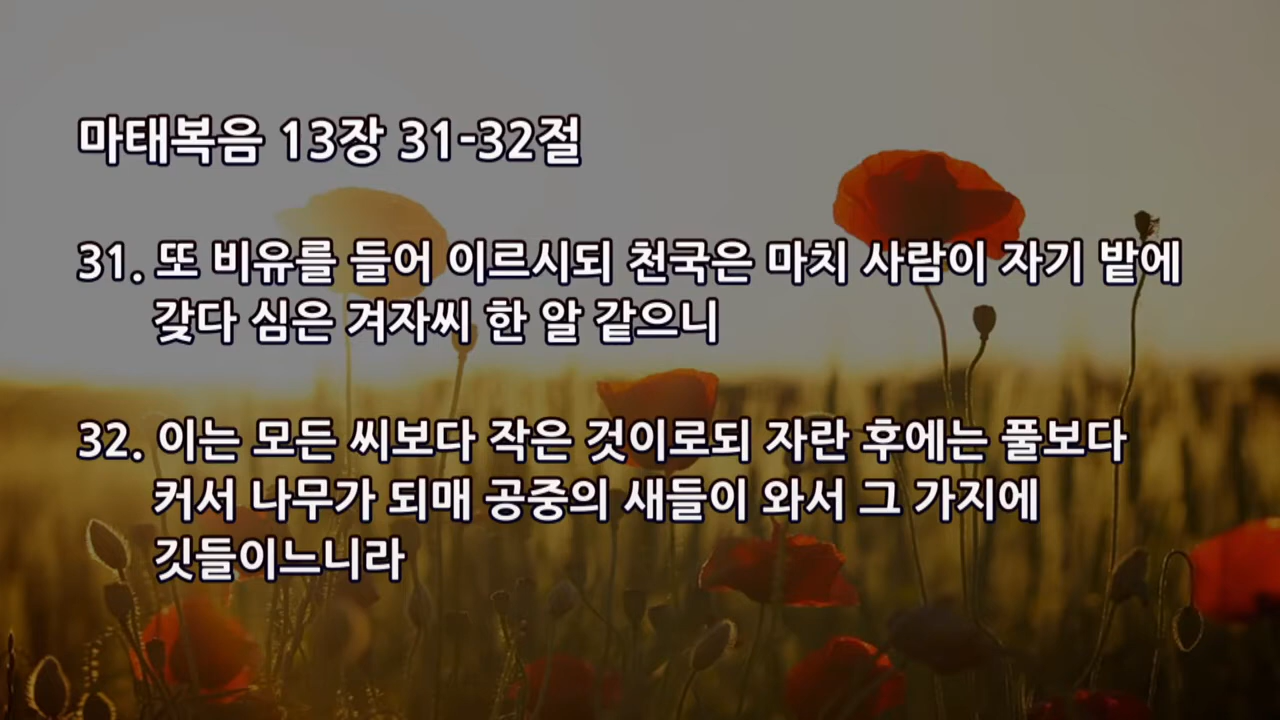 마태복음 13장 31-32절
31. 또 비유를 들어 이르시되 천국은 마치 사람이 자기 밭에
갖다 심은 겨자씨 한 알 같으니
32. 이는 모든 씨보다 작은 것이로되 자란 후에는 풀보다
커서 나무가 되매 공중의 새들이 와서 그 가지에
깃들이느니라